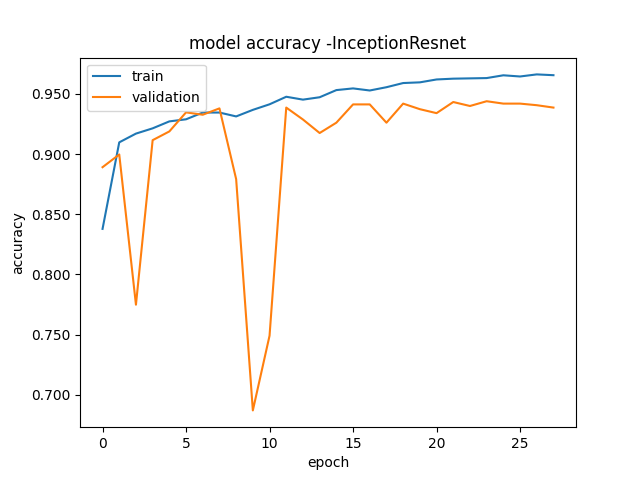 model accuracy -InceptionResnet
train
validation
0.950
0.900
0.850
0.800
0.750
0.700
accuracy
0 5 10 15 20 25
epoch